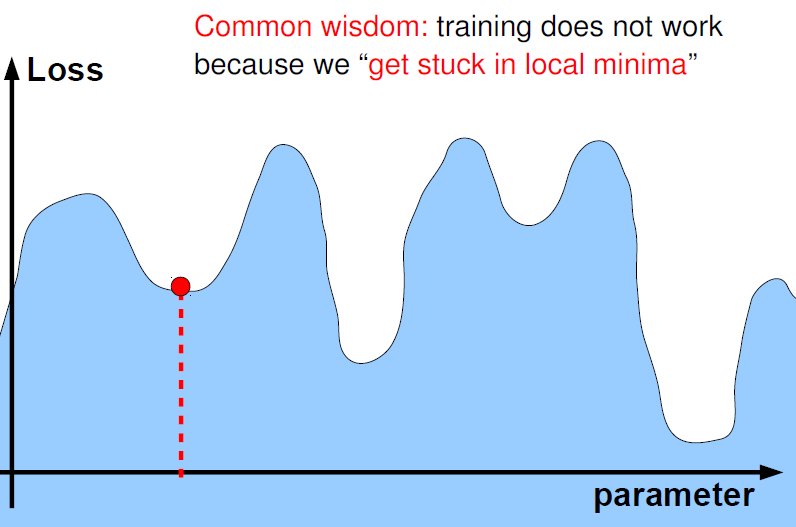 Common wisdom: training does not work
because we “get stuck in local minima”
Loss
parameter